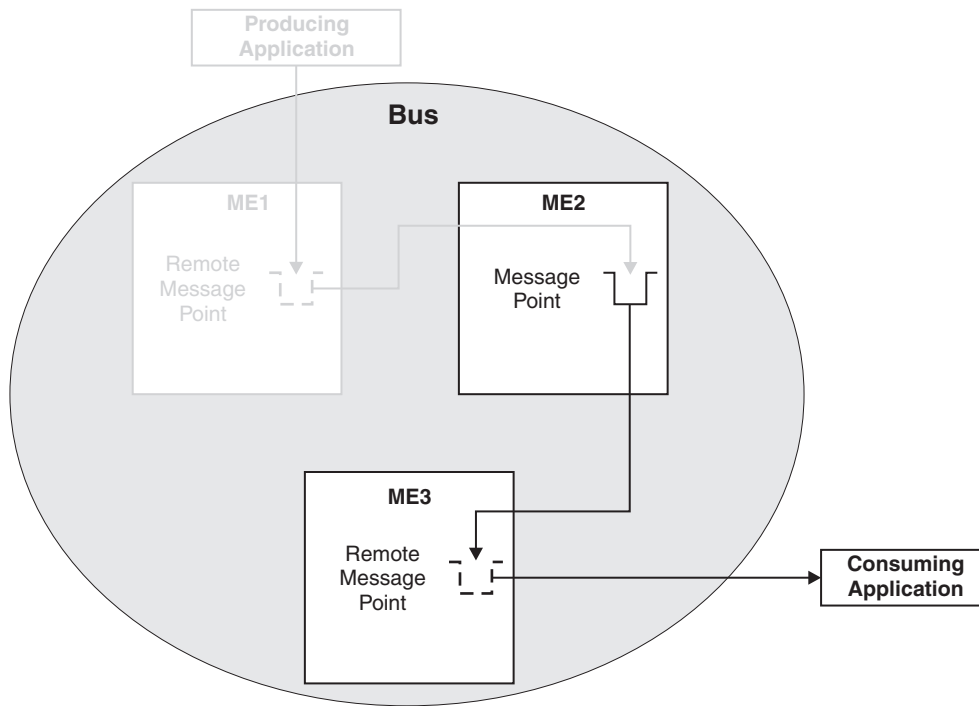 Producing
Application
Bus
ME1
Remote
Message
Point
ME2
Message
Point
ME3
Remote
Message
Point
Consuming
Application